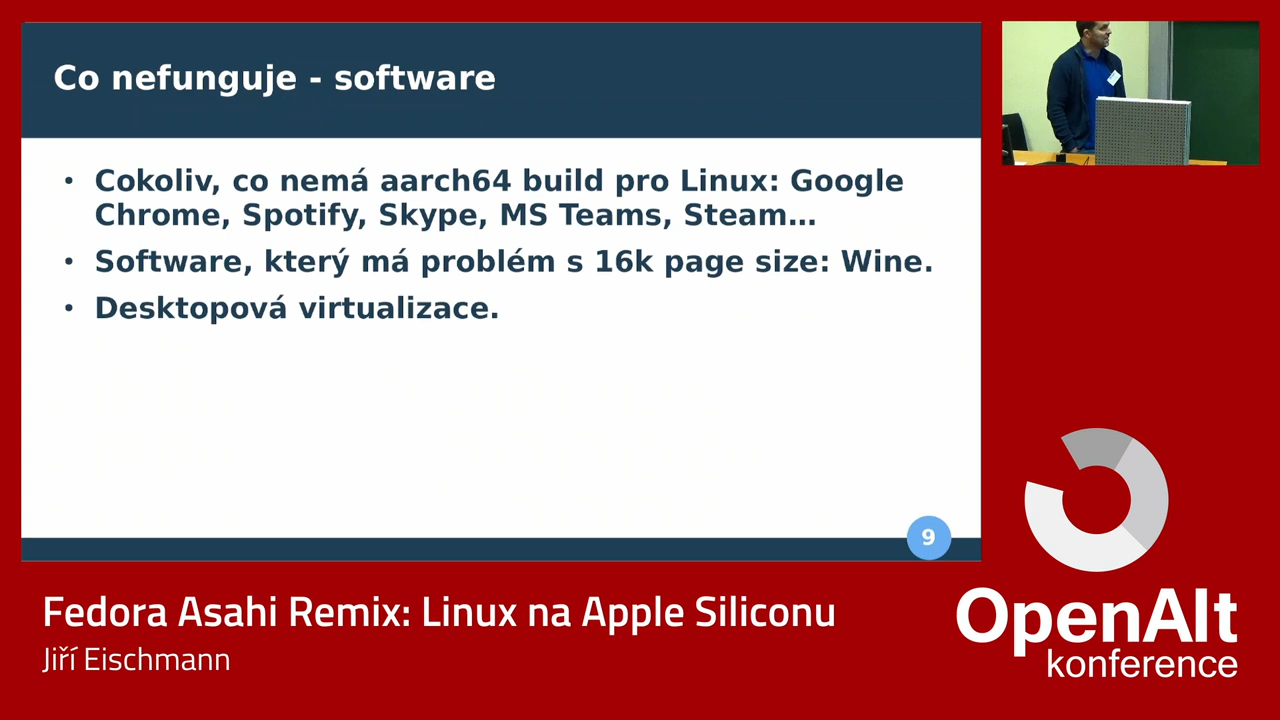 Co nefunguje - software
• Cokoliv, co nemá aarch64 build pro Linux: Google
Chrome, Spotify, Skype, MS Teams, Steam...
• Software, který má problém s 16k page size: Wine.
• Desktopová virtualizace.
9
Fedora Asahi Remix: Linux na Apple Siliconu
Jiří Eischmann
OpenAlt
konference